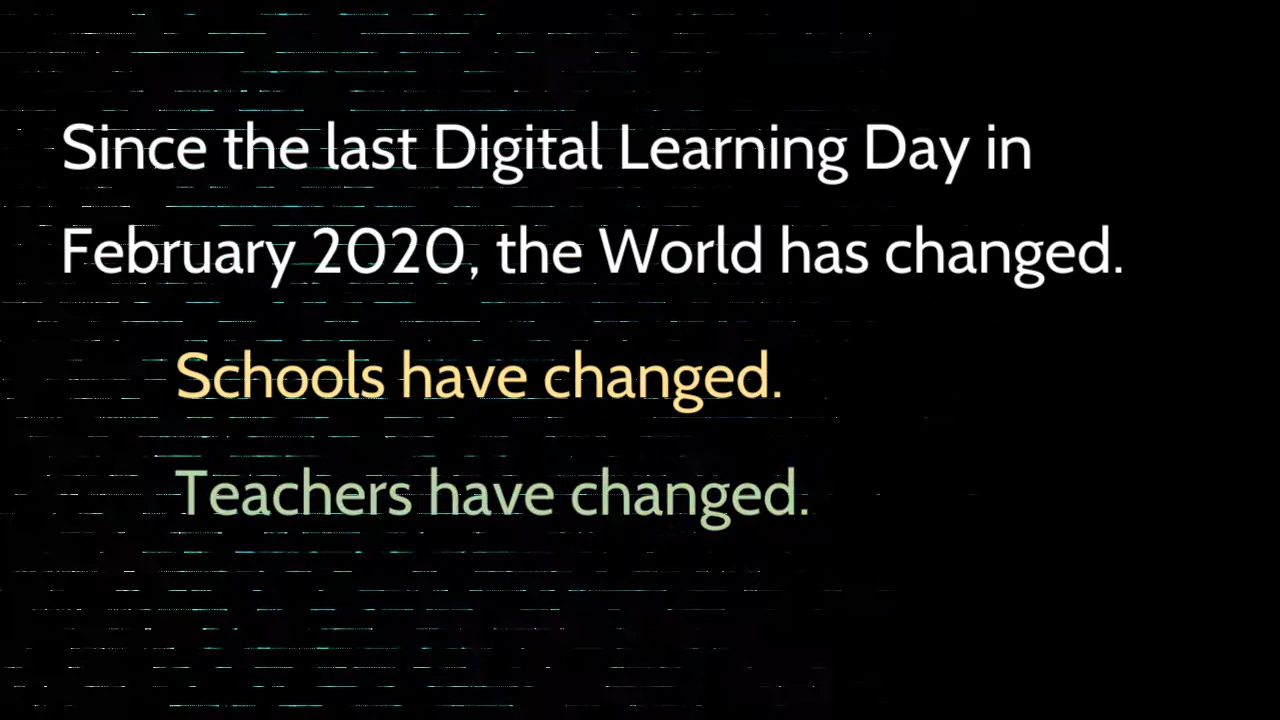 Since the last Digital Learning Day in
February 2020, the World has changed.
Schools have changed.
Teachers have changed.